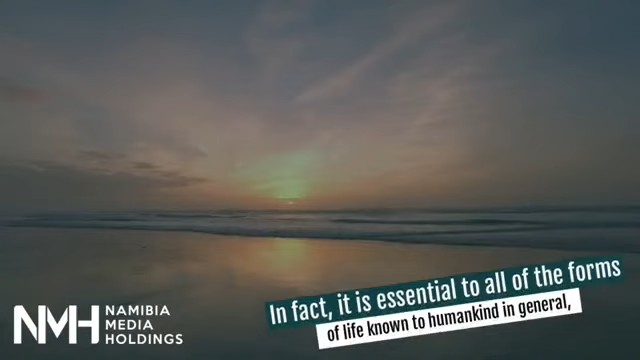 In fact, it is essential to all of the forms
of life known to humankind in general,
NMH NAMIBIA
MEDIA
HOLDINGS